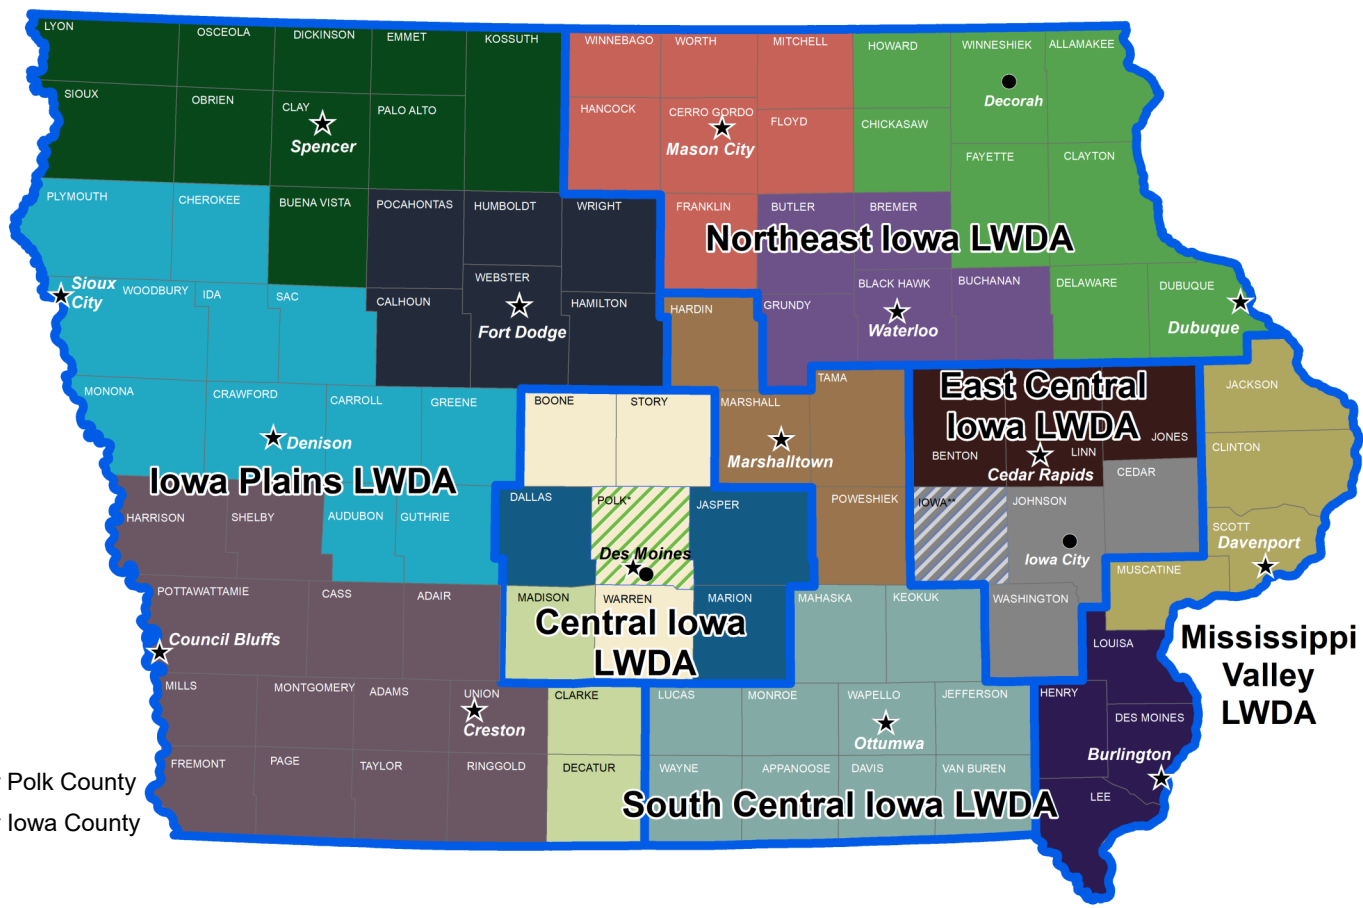 LYON
OSCEOLA
DICKINSON
EMMET
KOSSUTH
WINNEBAGO
WORTH
MITCHELL
HOWARD
WINNESHIEK
ALLAMAKEE
SIOUX
OBRIEN
CLAY
PALO ALTO
Spencer
HANCOCK
CERRO GORDO
Mason City
FLOYD
CHICKASAW
Decorah
FAYETTE
CLAYTON
PLYMOUTH
CHEROKEE
BUENA VISTA
POCAHONTAS
HUMBOLDT
WRIGHT
FRANKLIN
BUTLER
BREMER
Northeast Iowa LWDA
Sioux
City
WOODBURY
IDA
SAC
CALHOUN
WEBSTER
Fort Dodge
HAMILTON
HARDIN
GRUNDY
BLACK HAWK
Waterloo
BUCHANAN
DELAWARE
DUBUQUE
Dubuque
MONONA
CRAWFORD
CARROLL
GREENE
Denison
BOONE
STORY
MARSHALL
Marshalltown
TAMA
East Central
Iowa LWDA
BENTON
LINN
JONES
Cedar Rapids
JACKSON
CLINTON
Iowa Plains LWDA
HARRISON
SHELBY
AUDUBON
GUTHRIE
DALLAS
POLK*
JASPER
Des Moines
POWESHIEK
IOWA**
JOHNSON
Iowa City
CEDAR
SCOTT
Davenport
MUSCATINE
POTTAWATTAMIE
CASS
ADAIR
Council Bluffs
MADISON
WARREN
MARION
Central Iowa
LWDA
MAHASKA
KEOKUK
WASHINGTON
LOUISA
Mississippi
Valley
LWDA
MILLS
MONTGOMERY
ADAMS
UNION
Creston
CLARKE
LUCAS
MONROE
WAPELLO
Ottumwa
JEFFERSON
HENRY
DES MOINES
Burlington
FREMONT
PAGE
TAYLOR
RINGGOLD
DECATUR
WAYNE
APPANOOSE
DAVIS
VAN BUREN
LEE
South Central Iowa LWDA
Polk County
Iowa County